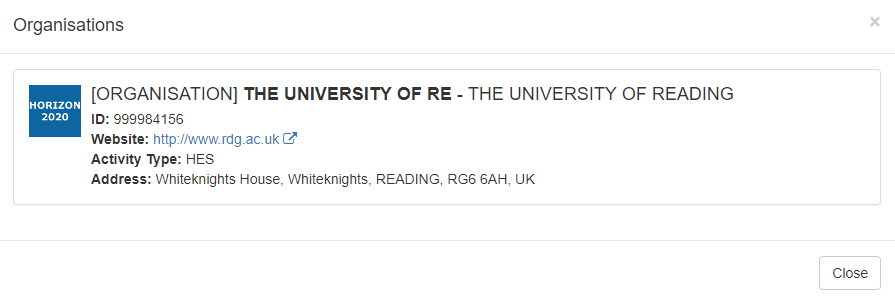 Organisations
×
HORIZON
2020
[ORGANISATION] THE UNIVERSITY OF RE - THE UNIVERSITY OF READING
ID: 999984156
Website: http://www.rdg.ac.uk
Activity Type: HES
Address: Whiteknights House, Whiteknights, READING, RG6 6AH, UK
Close